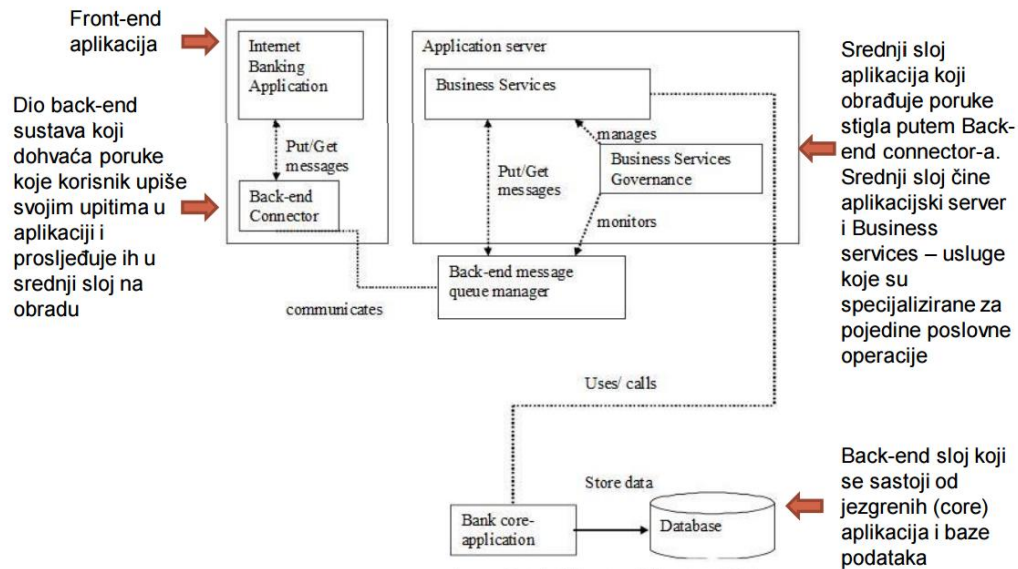 Front-end
aplikacija
Dio back-end
sustava koji
dohvaća poruke
koje korisnik upiše
svojim upitima u
aplikaciji i
prosljeđuje ih u
srednji sloj na
obradu
Internet
Banking
Application
Put/Get
messages
Back-end
Connector
communicates
Application server
Business Services
manages
Put/Get
messages
Business Services
Governance
monitors
Back-end message
queue manager
Uses/ calls
Store data
Bank core-
application
Database
Srednji sloj
aplikacija koji
obrađuje poruke
stigla putem Back-
end connector-a.
Srednji sloj čine
aplikacijski server
i Business
services – usluge
koje su
specijalizirane za
pojedine poslovne
operacije
Back-end sloj koji
se sastoji od
jezgrenih (core)
aplikacija i baze
podataka